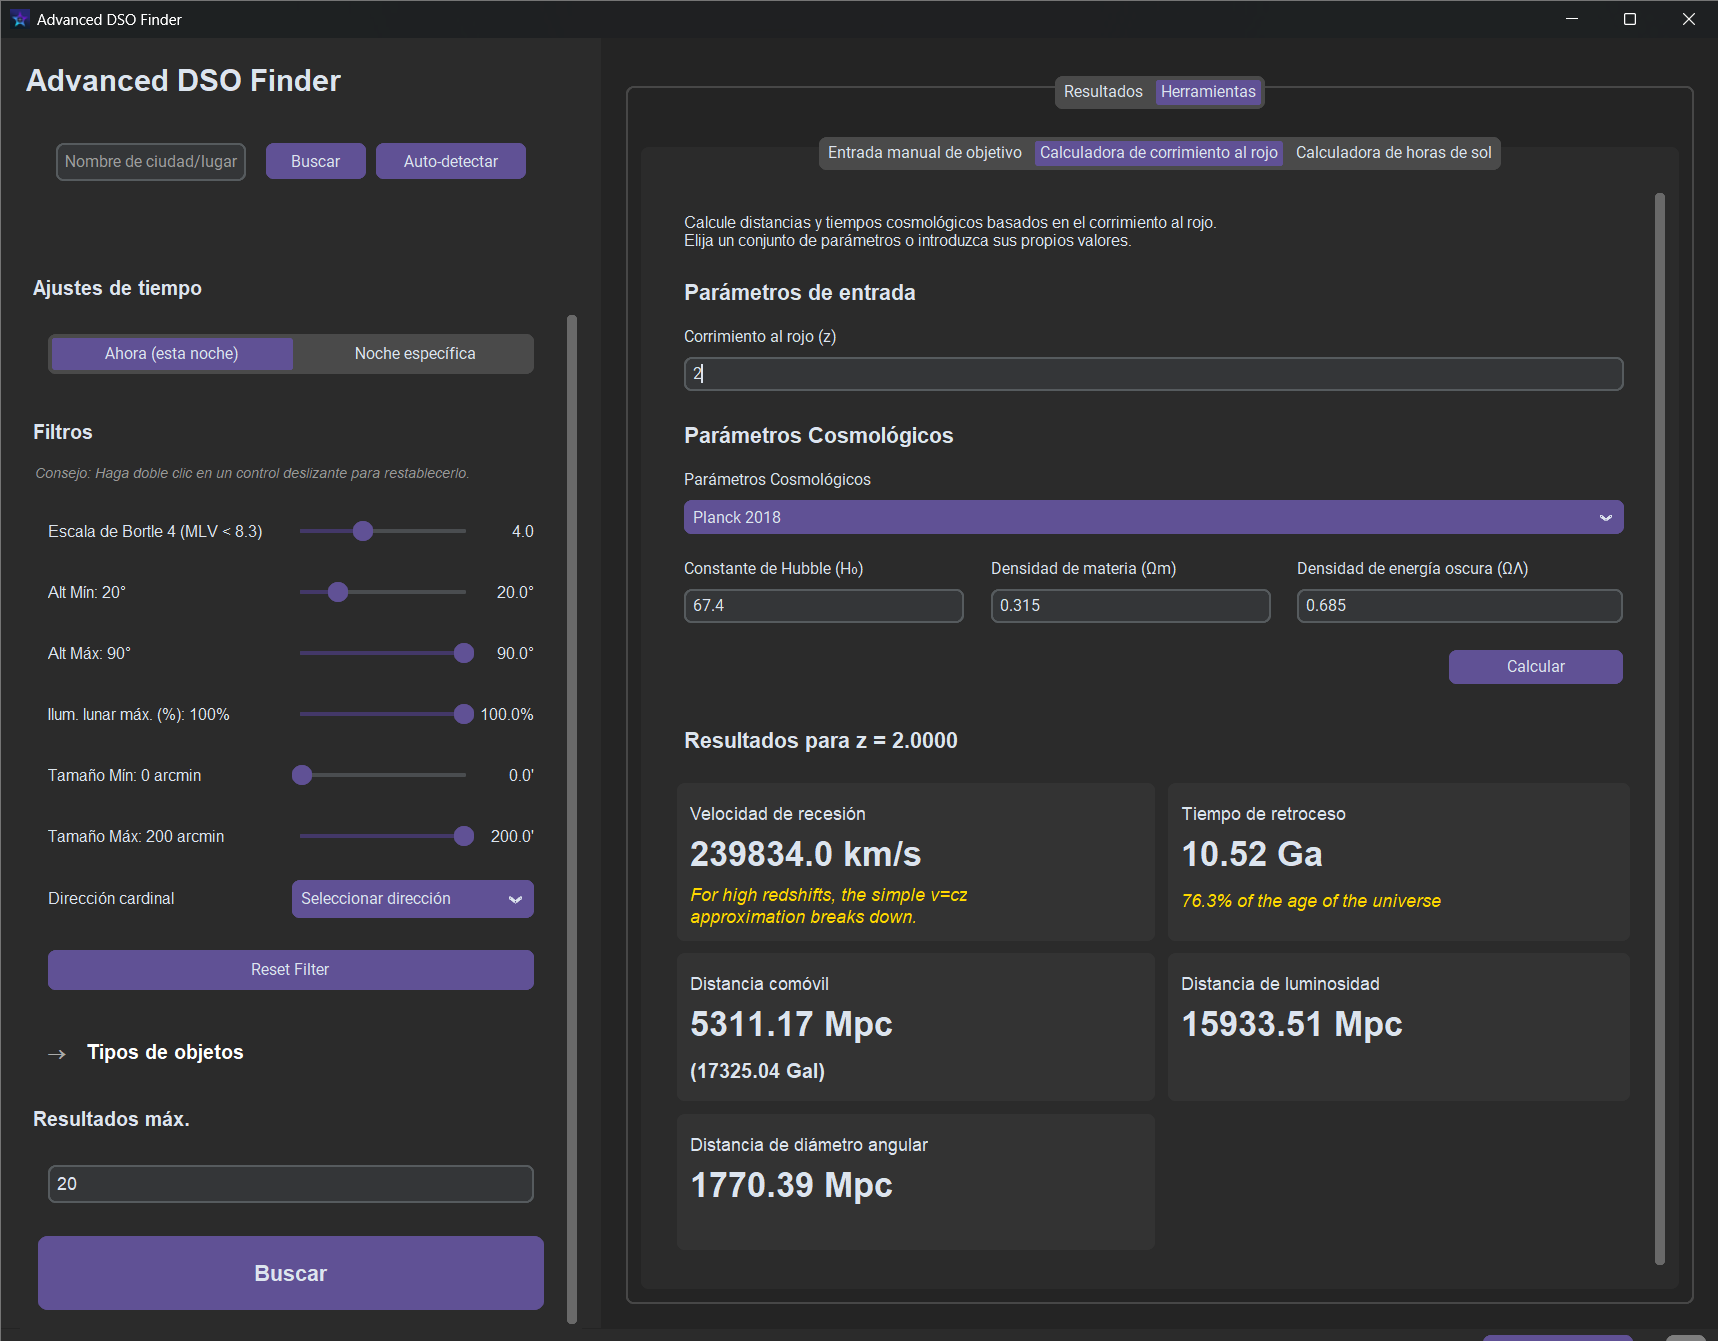 Advanced DSO Finder
Advanced DSO Finder
Nombre de ciudad/lugar
Buscar
Auto-detectar
Ajustes de tiempo
Ahora (esta noche)
Noche específica
Filtros
Consejo: Haga doble clic en un control deslizante para restablecerlo.
Escala de Bortle 4 (MLV < 8.3)
4.0
Alt Mín: 20°
20.0°
Alt Máx: 90°
90.0°
Ilum. lunar máx. (%): 100%
100.0%
Tamaño Mín: 0 arcmin
0.0'
Tamaño Máx: 200 arcmin
200.0'
Dirección cardinal
Seleccionar dirección
Reset Filter
→ Tipos de objetos
Resultados máx.
20
Buscar
Resultados
Herramientas
Entrada manual de objetivo
Calculadora de corrimiento al rojo
Calculadora de horas de sol
Calcule distancias y tiempos cosmológicos basados en el corrimiento al rojo.
Elija un conjunto de parámetros o introduzca sus propios valores.
Parámetros de entrada
Corrimiento al rojo (z)
2
Parámetros Cosmológicos
Parámetros Cosmológicos
Planck 2018
Constante de Hubble (H₀)
Densidad de materia (Ωm)
Densidad de energía oscura (ΩΛ)
67.4
0.315
0.685
Calcular
Resultados para z = 2.0000
Velocidad de recesión
239834.0 km/s
For high redshifts, the simple v=cz
approximation breaks down.
Tiempo de retroceso
10.52 Ga
76.3% of the age of the universe
Distancia comóvil
5311.17 Mpc
(17325.04 Gal)
Distancia de luminosidad
15933.51 Mpc
Distancia de diámetro angular
1770.39 Mpc